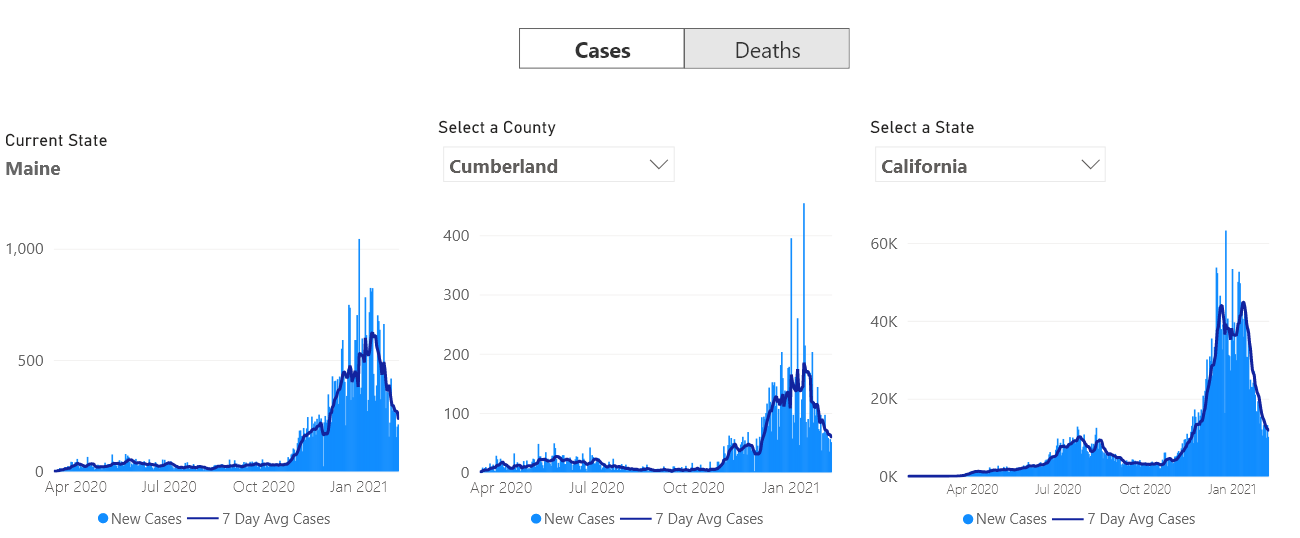 Cases Deaths
Current State
Maine
1,000
500
0
Apr 2020 Jul 2020 Oct 2020 Jan 2021
New Cases 7 Day Avg Cases
Select a County
Cumberland
400
300
200
100
0
Apr 2020 Jul 2020 Oct 2020 Jan 2021
New Cases 7 Day Avg Cases
Select a State
California
60K
40K
20K
0K
Apr 2020 Jul 2020 Oct 2020 Jan 2021
New Cases 7 Day Avg Cases